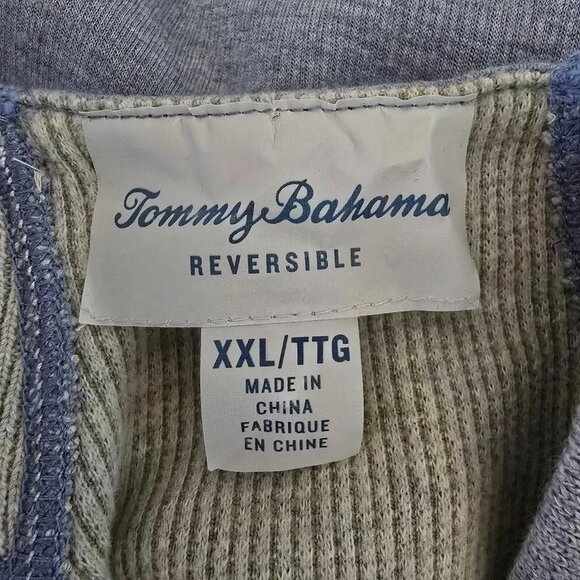 Tommy Bahama
REVERSIBLE
XXL/TTG
MADE IN
CHINA
FABRIQUE
EN CHINE